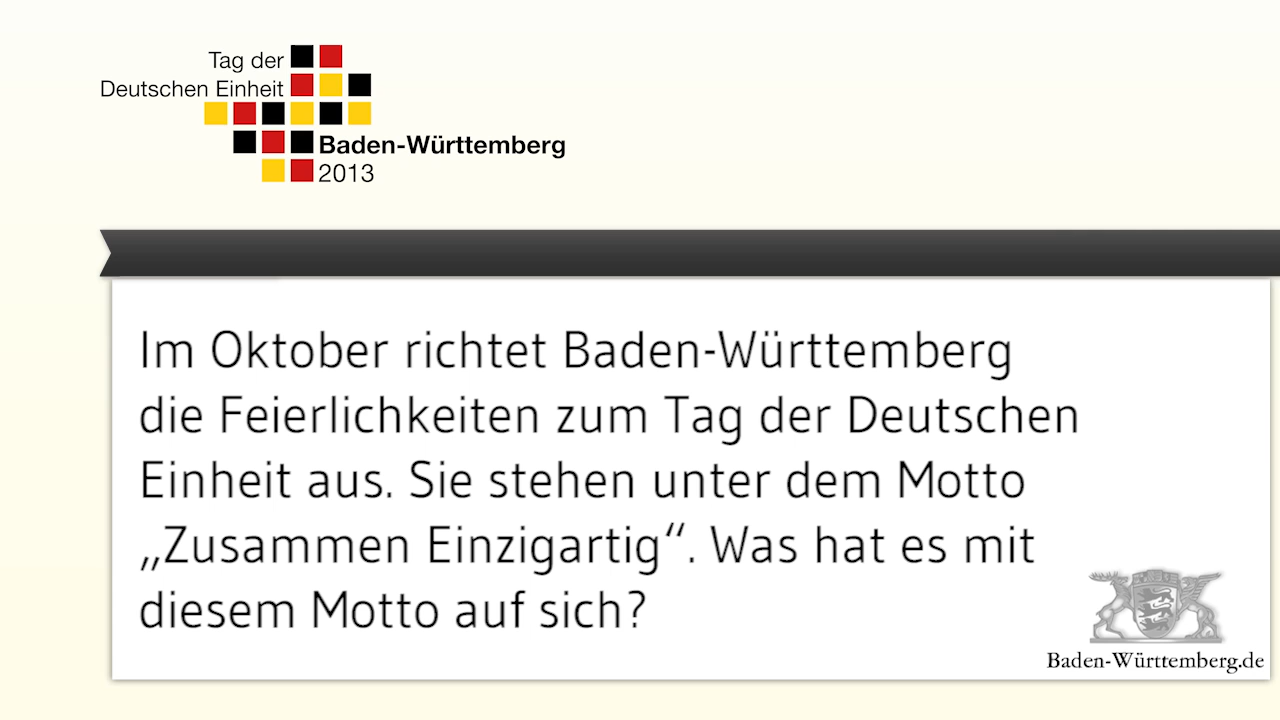 Tag der
Deutschen Einheit
Baden-Württemberg
2013
Im Oktober richtet Baden-Württemberg
die Feierlichkeiten zum Tag der Deutschen
Einheit aus. Sie stehen unter dem Motto
„Zusammen Einzigartig“. Was hat es mit
diesem Motto auf sich?
Baden-Württemberg.de